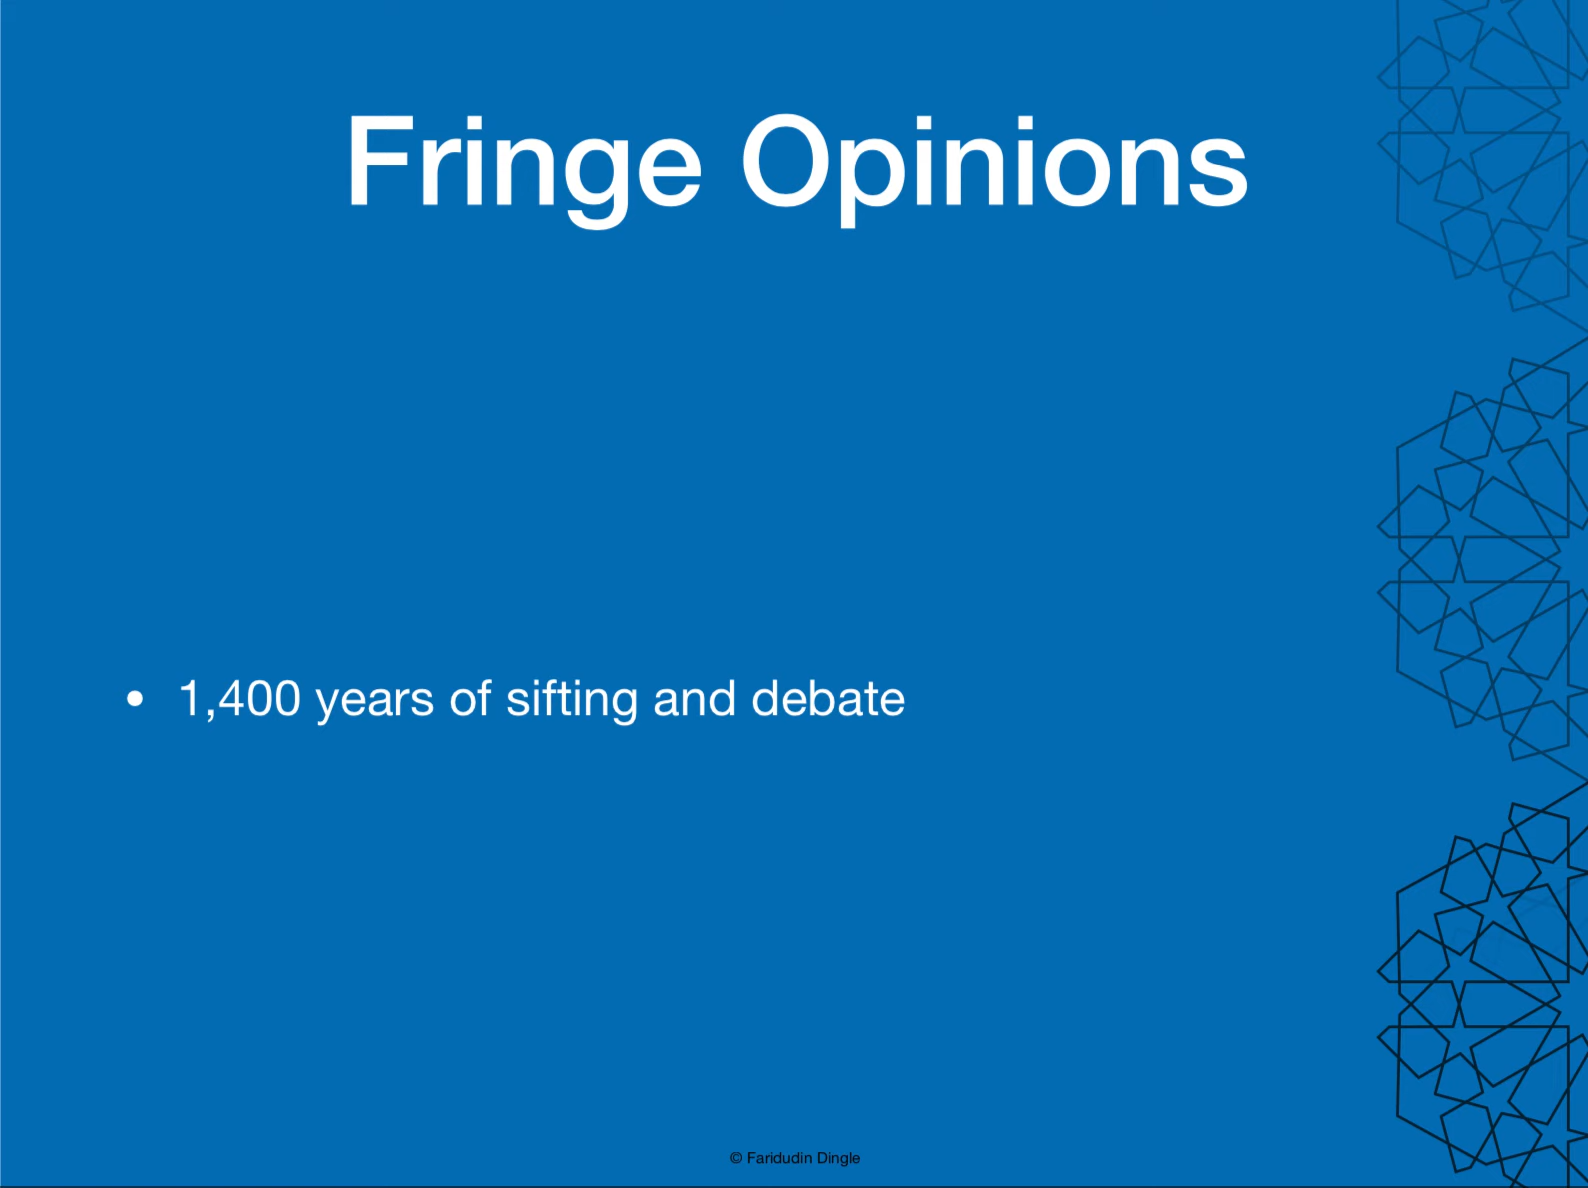 Fringe Opinions
• 1,400 years of sifting and debate
© Faridudin Dingle